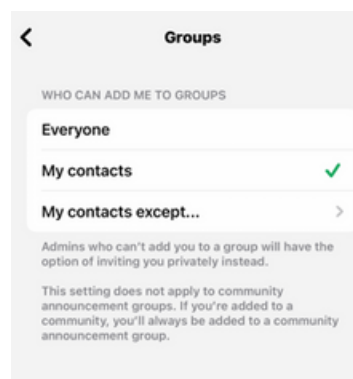 Groups
WHO CAN ADD ME TO GROUPS
Everyone
My contacts
My contacts except...
Admins who can't add you to a group will have the
option of inviting you privately instead.
This setting does not apply to community
announcement groups. If you're added to a
community, you'll always be added to a community
announcement group.